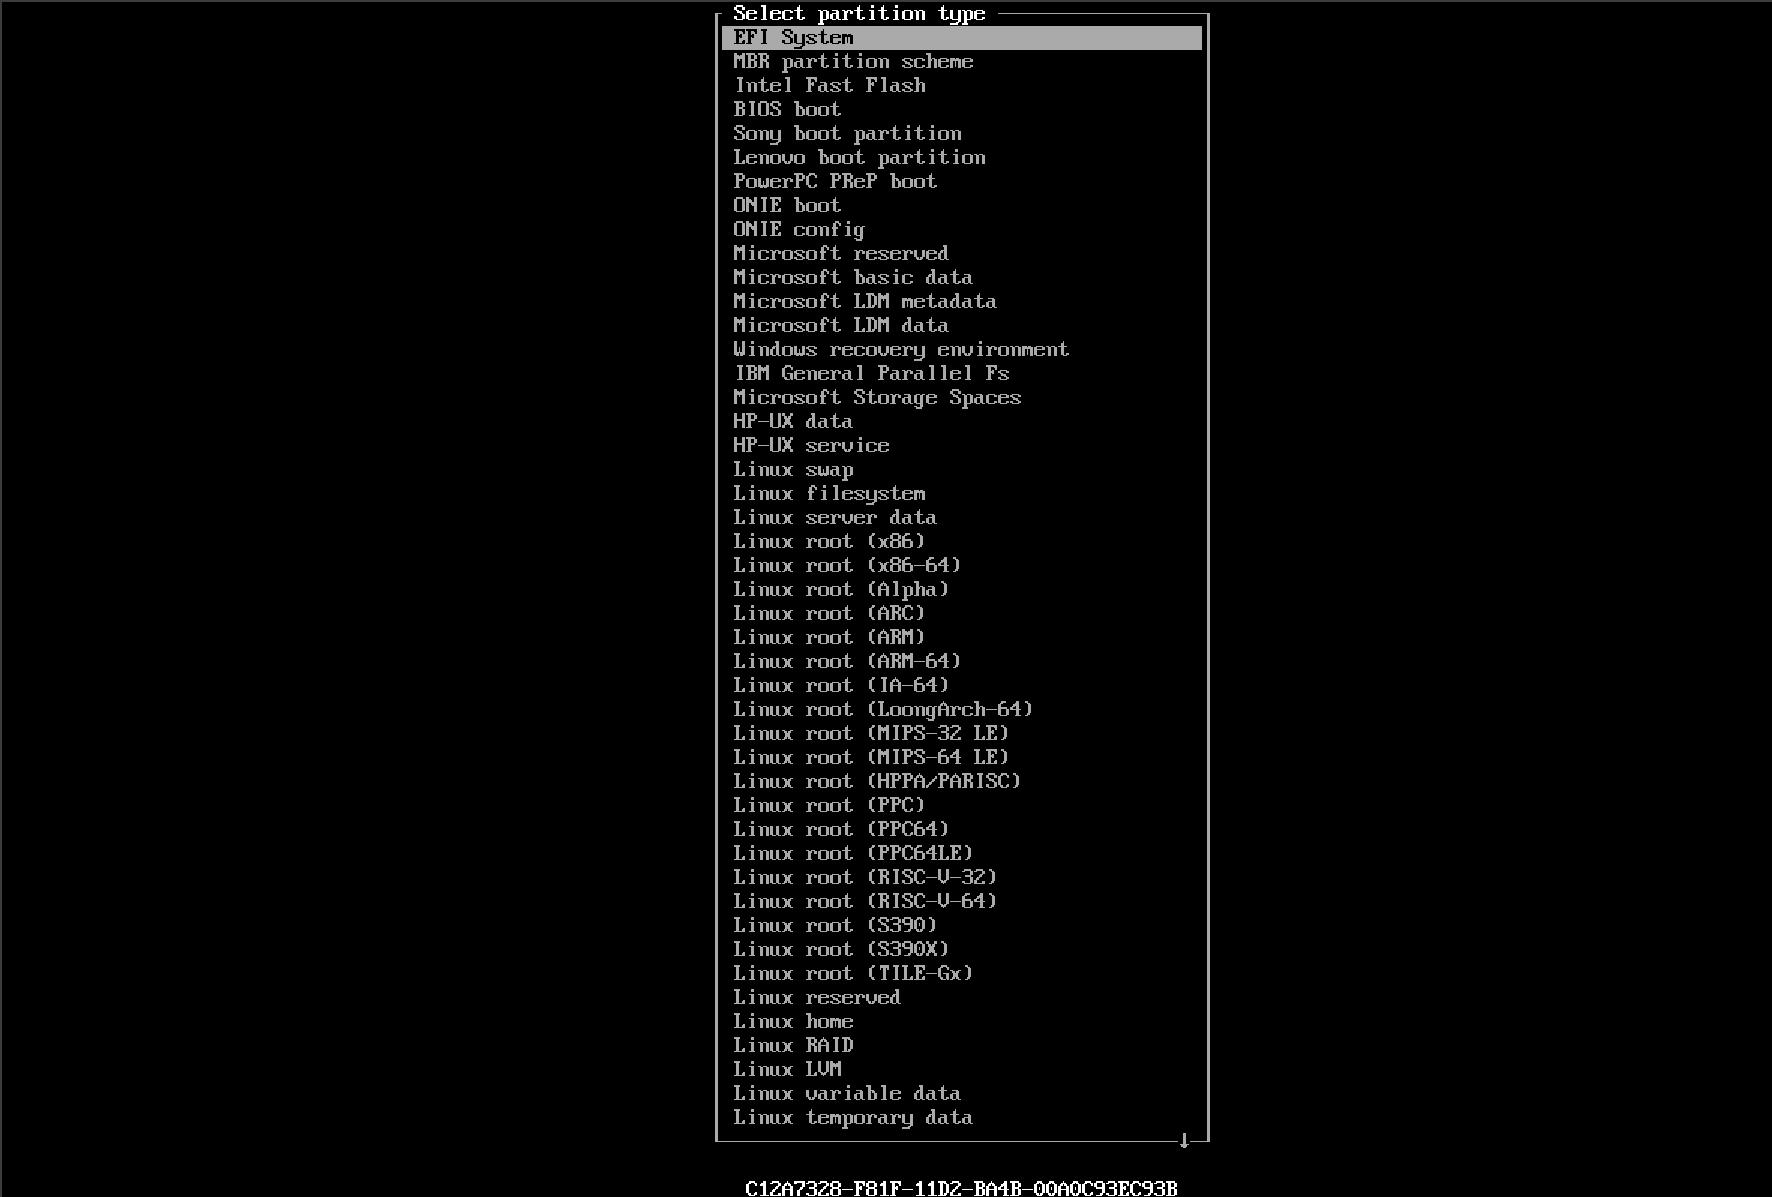 Select partition type
EFI System
MBR partition scheme
Intel Fast Flash
BIOS boot
Sony boot partition
Lenovo boot partition
PowerPC PReP boot
ONIE boot
ONIE config
Microsoft reserved
Microsoft basic data
Microsoft LDM metadata
Microsoft LDM data
Windows recovery environment
IBM General Parallel Fs
Microsoft Storage Spaces
HP-UX data
HP-UX service
Linux swap
Linux filesystem
Linux server data
Linux root (x86)
Linux root (x86-64)
Linux root (Alpha)
Linux root (ARC)
Linux root (ARM)
Linux root (ARM-64)
Linux root (IA-64)
Linux root (LoongArch-64)
Linux root (MIPS-32 LE)
Linux root (MIPS-64 LE)
Linux root (HPPA/PARISC)
Linux root (PPC)
Linux root (PPC64)
Linux root (PPC64LE)
Linux root (RISC-V-32)
Linux root (RISC-V-64)
Linux root (S390)
Linux root (S390X)
Linux root (TILE-Gx)
Linux reserved
Linux home
Linux RAID
Linux LVM
Linux variable data
Linux temporary data
↓
C12A7328-F81F-11D2-BA4B-00A0C93EC93B